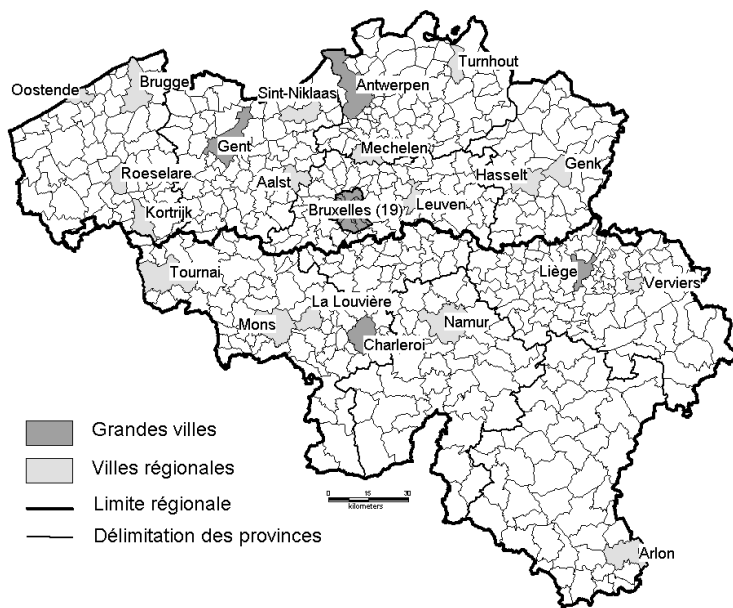 Turnhout
Brugge
Oostende
Sint-Niklaas
Antwerpen
Gent
Mechelen
Genk
Roeselare
Aalst
Hasselt
Kortrijk
Bruxelles (19)
Leuven
Tournai
Liège
Verviers
La Louvière
Mons
Namur
Charleroi
Grandes villes
Villes régionales
Limite régionale
Délimitation des provinces
0 15 30
kilometers
Arlon